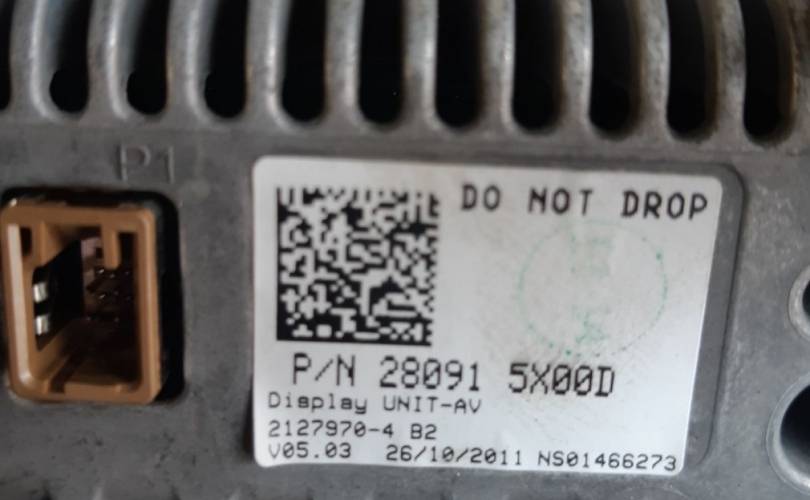 P1
DO NOT DROP
P/N 28091 5X00D
Display UNIT-AV
2127970-4 B2
V05.03 26/10/2011 NS01466273